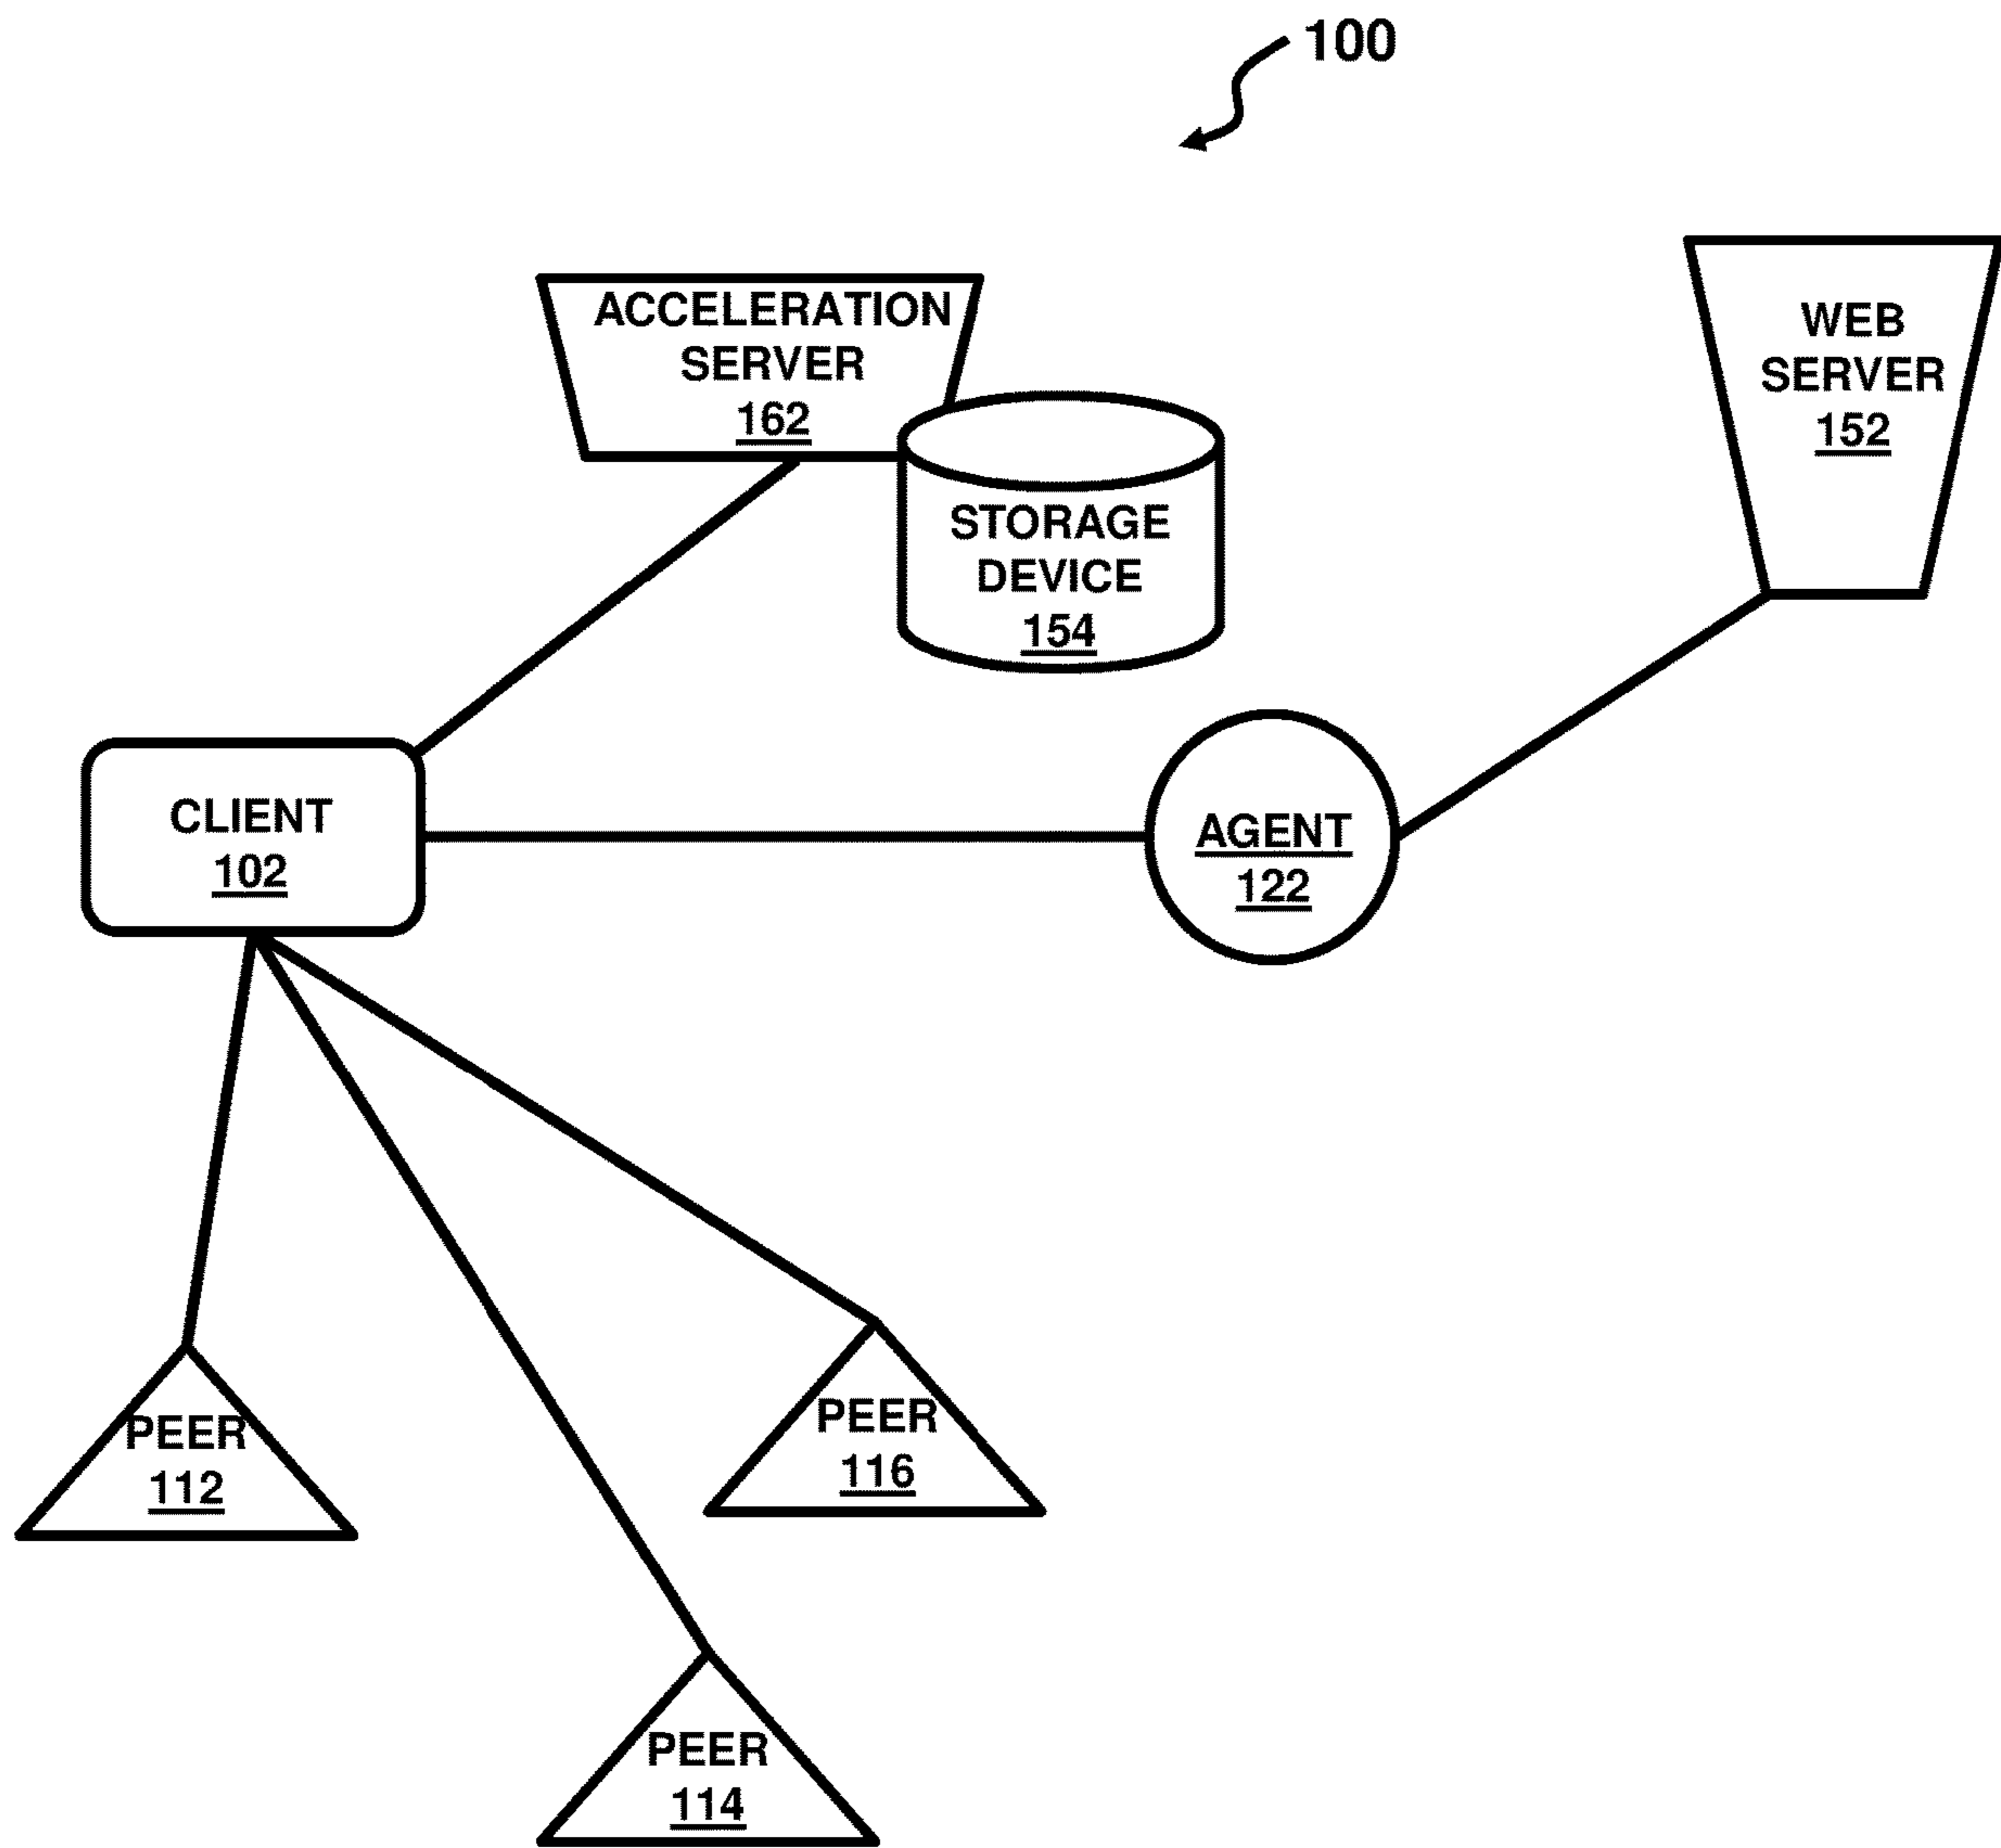 100
ACCELERATION
SERVER
162
WEB
SERVER
152
STORAGE
DEVICE
154
CLIENT
102
AGENT
122
PEER
112
PEER
116
PEER
114